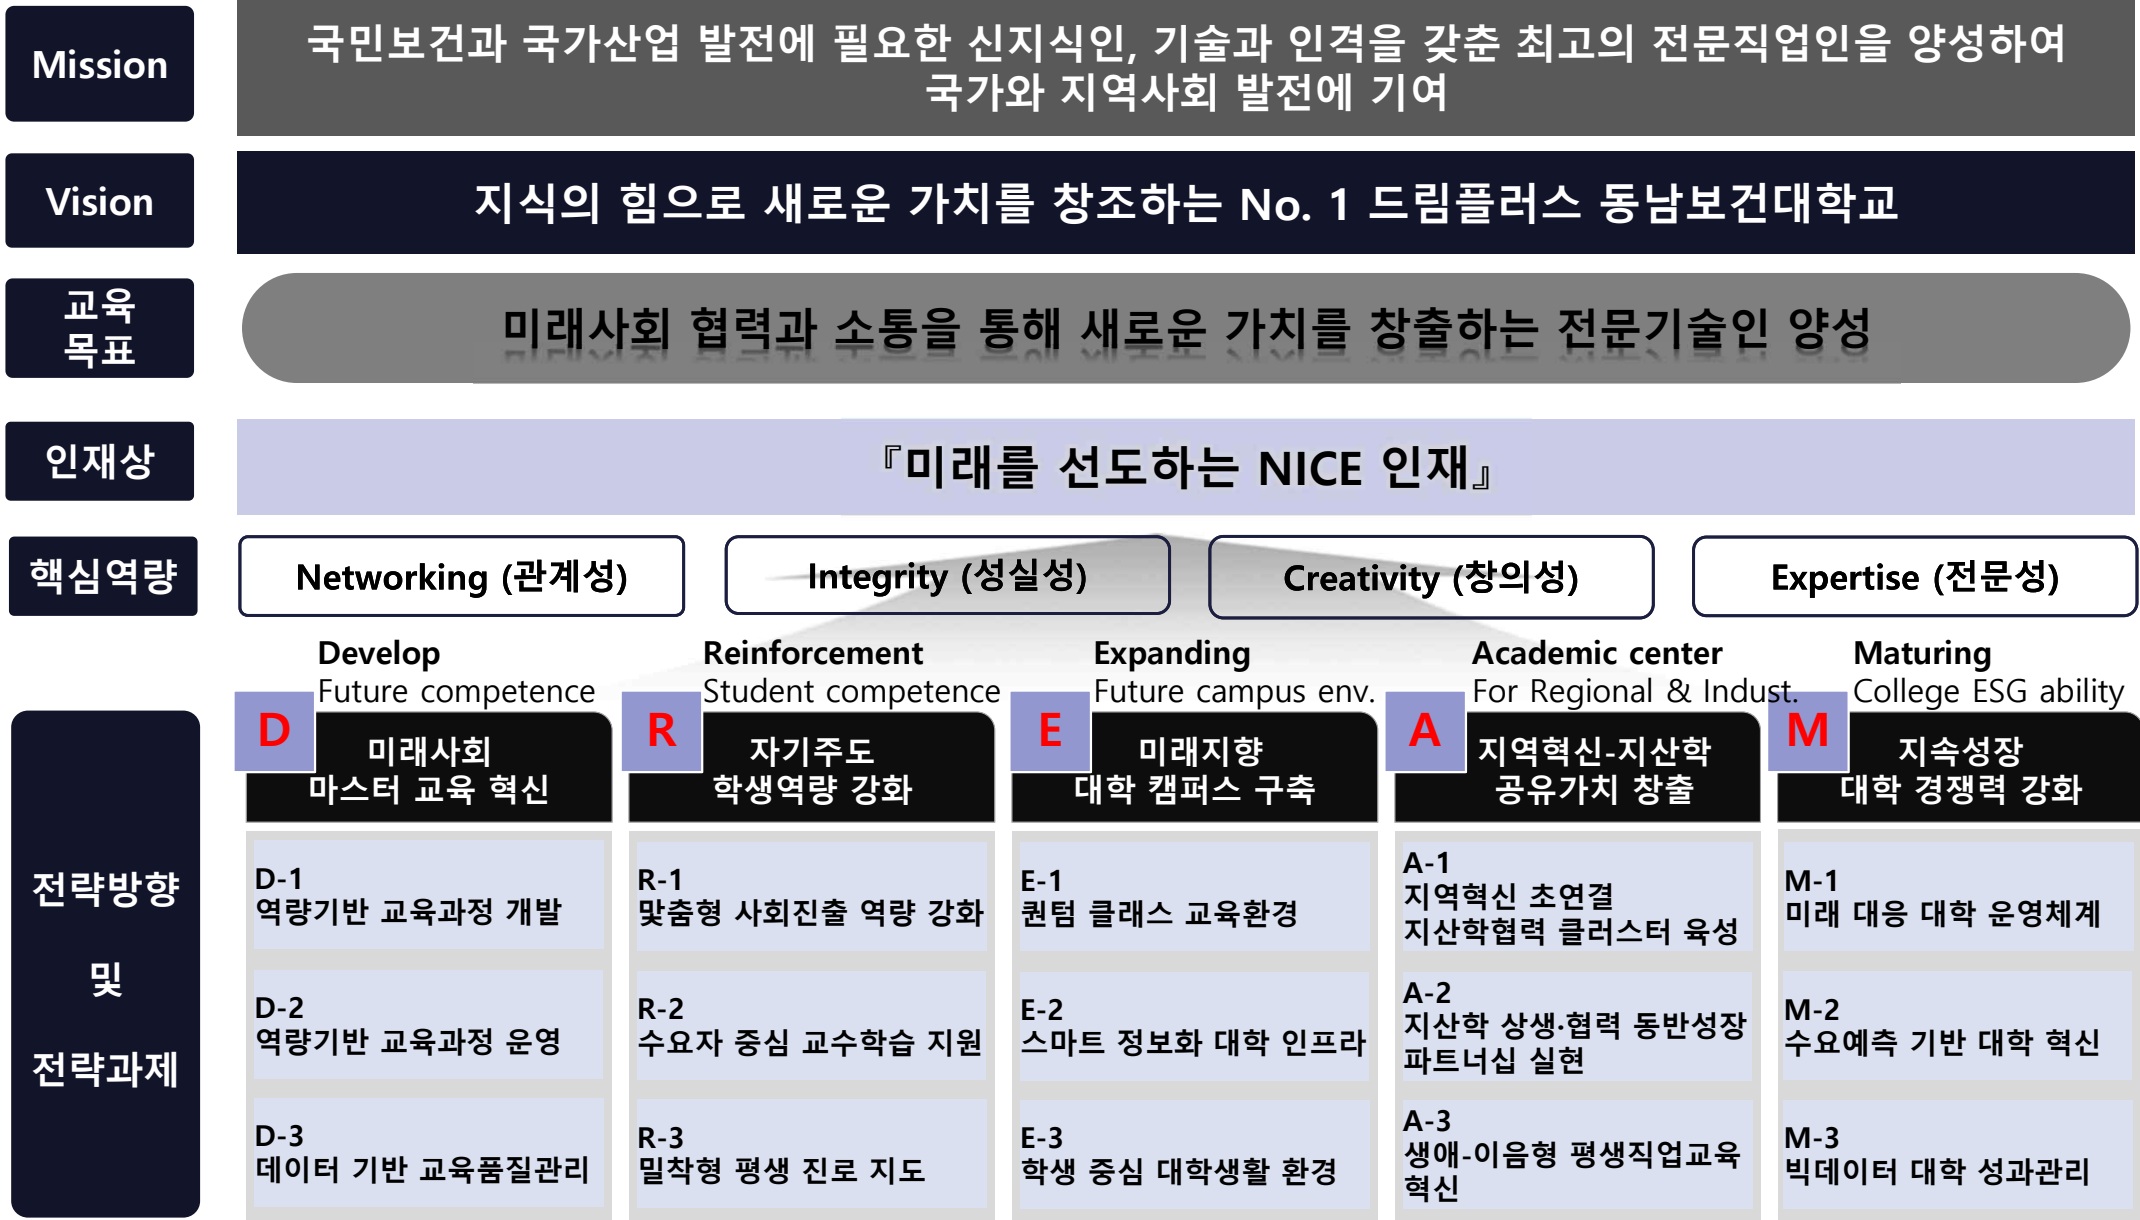 Mission
국민보건과 국가산업 발전에 필요한 신지식인, 기술과 인격을 갖춘 최고의 전문직업인을 양성하여
국가와 지역사회 발전에 기여
Vision
지식의 힘으로 새로운 가치를 창조하는 No. 1 드림플러스 동남보건대학교
교육
목표
미래사회 협력과 소통을 통해 새로운 가치를 창출하는 전문기술인 양성
인재상
『미래를 선도하는 NICE 인재』
핵심역량
Networking (관계성)
Integrity (성실성)
Creativity (창의성)
Expertise (전문성)
전략방향
및
전략과제
Develop
Future competence
D
미래사회
마스터 교육 혁신
D-1
역량기반 교육과정 개발
D-2
역량기반 교육과정 운영
D-3
데이터 기반 교육품질관리
Reinforcement
Student competence
R
자기주도
학생역량 강화
R-1
맞춤형 사회진출 역량 강화
R-2
수요자 중심 교수학습 지원
R-3
밀착형 평생 진로 지도
Expanding
Future campus env.
E
미래지향
대학 캠퍼스 구축
E-1
퀀텀 클래스 교육환경
E-2
스마트 정보화 대학 인프라
E-3
학생 중심 대학생활 환경
Academic center
For Regional & Indust.
A
지역혁신-지산학
공유가치 창출
A-1
지역혁신 초연결
지산학협력 클러스터 육성
A-2
지산학 상생·협력 동반성장
파트너십 실현
A-3
생애-이음형 평생직업교육
혁신
Maturing
College ESG ability
M
지속성장
대학 경쟁력 강화
M-1
미래 대응 대학 운영체계
M-2
수요예측 기반 대학 혁신
M-3
빅데이터 대학 성과관리